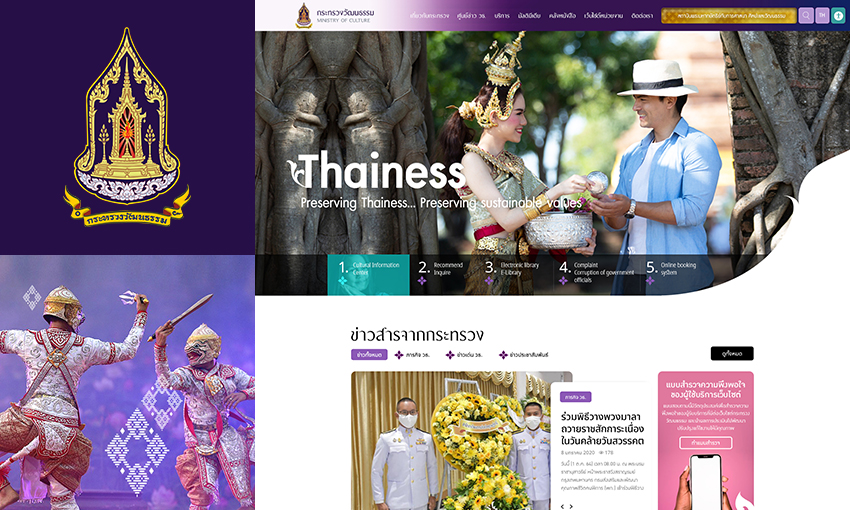 กระทรวงวัฒนธรรม
กระทรวงวัฒนธรรม
MINISTRY OF CULTURE
เกี่ยวกับกระทรวง ศูนย์ข่าว วธ. บริการ มัลติมีเดีย คลังหนังสือ เว็บไซต์หน่วยงาน ติดต่อเรา
TH
Thainess
Preserving Thainess... Preserving sustainable values
1. Cultural Information
Center
2. Recommend
Inquire
3. Electronic library
E-Library
4. Complaint
Corruption of government
officials
5. Online booking
system
ข่าวสารจากกระทรวง
ข่าวทั้งหมด ภารกิจ วธ. ข่าวเด่น วธ. ข่าวประชาสัมพันธ์
ดูทั้งหมด
ภารกิจ วธ.
ร่วมพิธีวางพวงมาลา
ถวายราชสักการะเนื่อง
ในวันคล้ายวันสวรรคต
8 มกราคม 2020 178
แบบสำรวจความพึงพอใจ
ของผู้ใช้บริการเว็บไซต์
ทำแบบสำรวจ